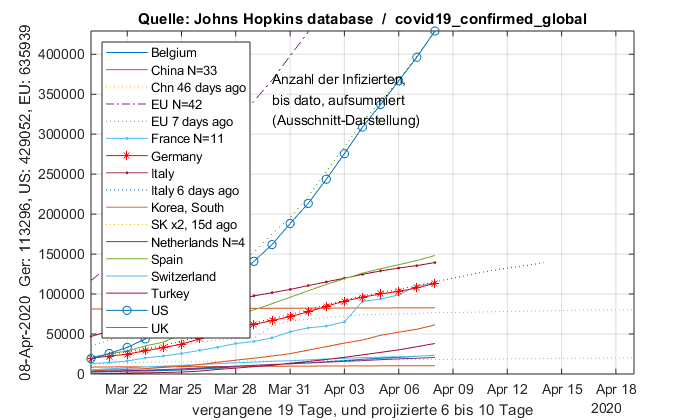 Quelle: Johns Hopkins database / covid19_confirmed_global
08-Apr-2020 Ger: 113296, US: 429052, EU: 635939
400000
350000
300000
250000
200000
150000
100000
50000
0
Belgium
China N=33
Chn 46 days ago
EU N=42
EU 7 days ago
France N=11
Germany
Italy
Italy 6 days ago
Korea, South
SK x2, 15d ago
Netherlands N=4
Spain
Switzerland
Turkey
US
UK
Anzahl der Infizierten,
bis dato, aufsummiert
(Ausschnitt-Darstellung)
Mar 22 Mar 25 Mar 28 Mar 31 Apr 03 Apr 06 Apr 09 Apr 12 Apr 15 Apr 18
2020
vergangene 19 Tage, und projizierte 6 bis 10 Tage